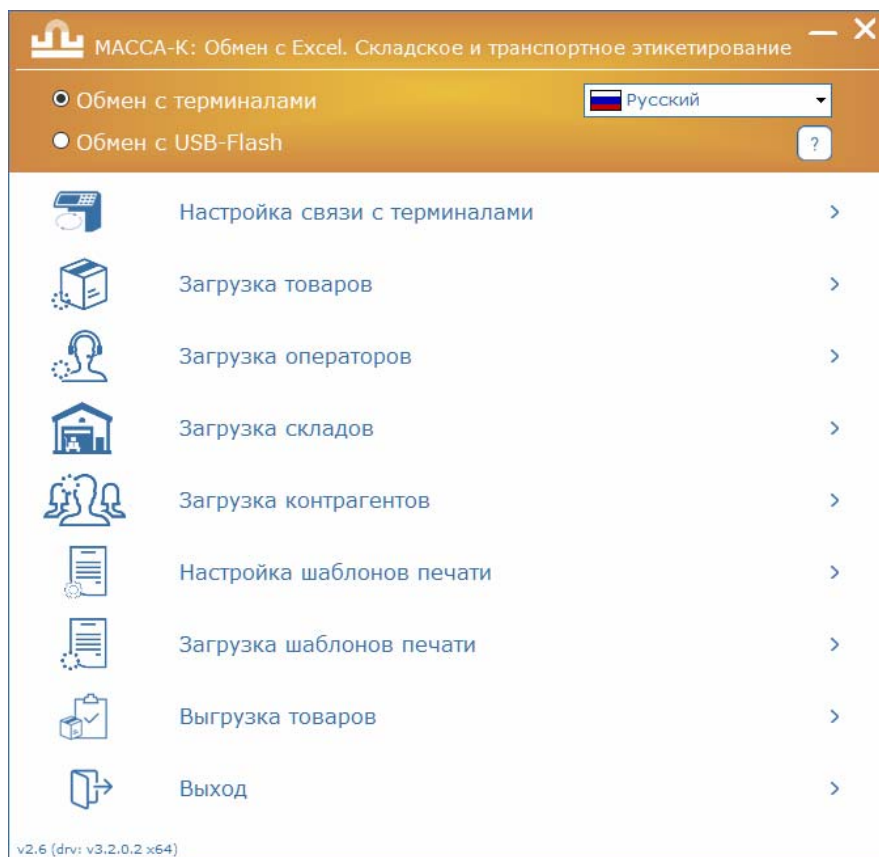 МАССА-К: Обмен с Excel. Складское и транспортное этикетирование
Обмен с терминалами
Русский
Обмен с USB-Flash
?
Настройка связи с терминалами
Загрузка товаров
Загрузка операторов
Загрузка складов
Загрузка контрагентов
Настройка шаблонов печати
Загрузка шаблонов печати
Выгрузка товаров
Выход
v2.6 (drv: v3.2.0.2 x64)